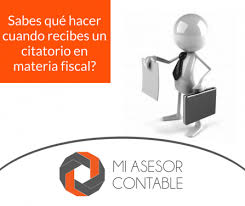 Sabes qué hacer
cuando recibes un
citatorio en
materia fiscal?
MI ASESOR
CONTABLE